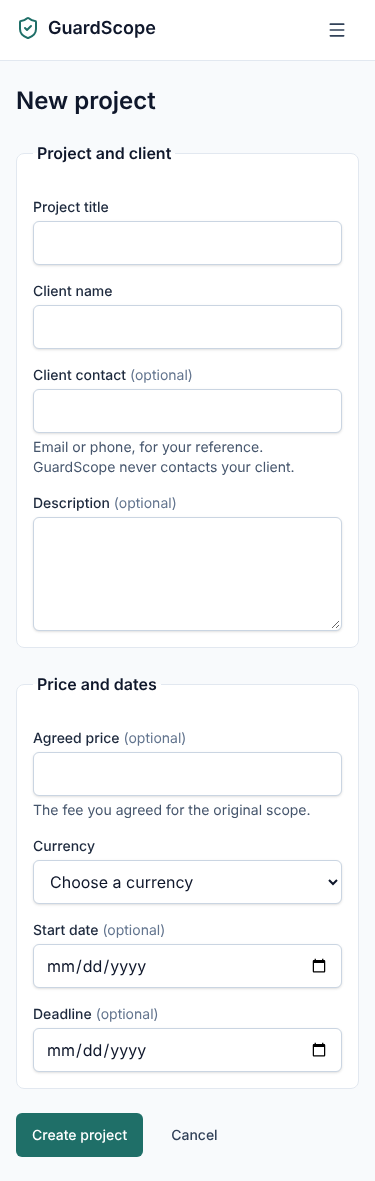 GuardScope
New project
Project and client
Project title
Client name
Client contact (optional)
Email or phone, for your reference.
GuardScope never contacts your client.
Description (optional)
Price and dates
Agreed price (optional)
The fee you agreed for the original scope.
Currency
Choose a currency
Start date (optional)
mm/dd/yyyy
Deadline (optional)
mm/dd/yyyy
Create project
Cancel